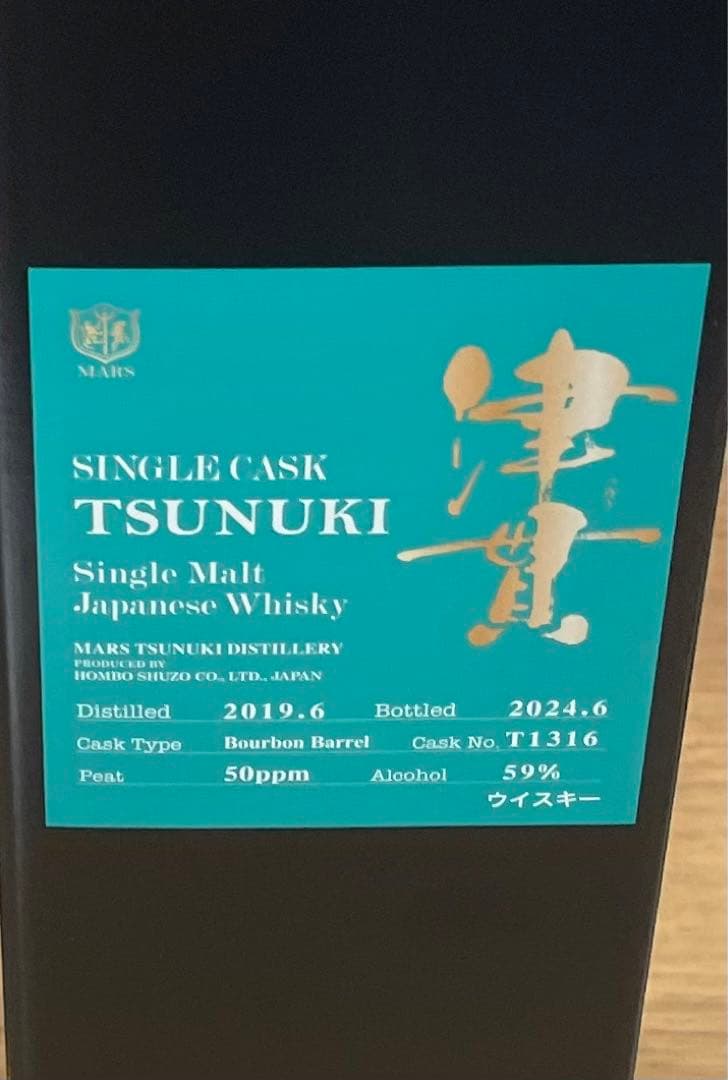 MARS
津貫
SINGLE CASK
TSUNUKI
Single Malt
Japanese Whisky
MARS TSUNUKI DISTILLERY
PRODUCED BY
HOMBO SHUZO CO., LTD., JAPAN
Distilled 2019.6 Bottled 2024.6
Cask Type Bourbon Barrel Cask No. T1316
Peat 50ppm Alcohol 59%
ウイスキー